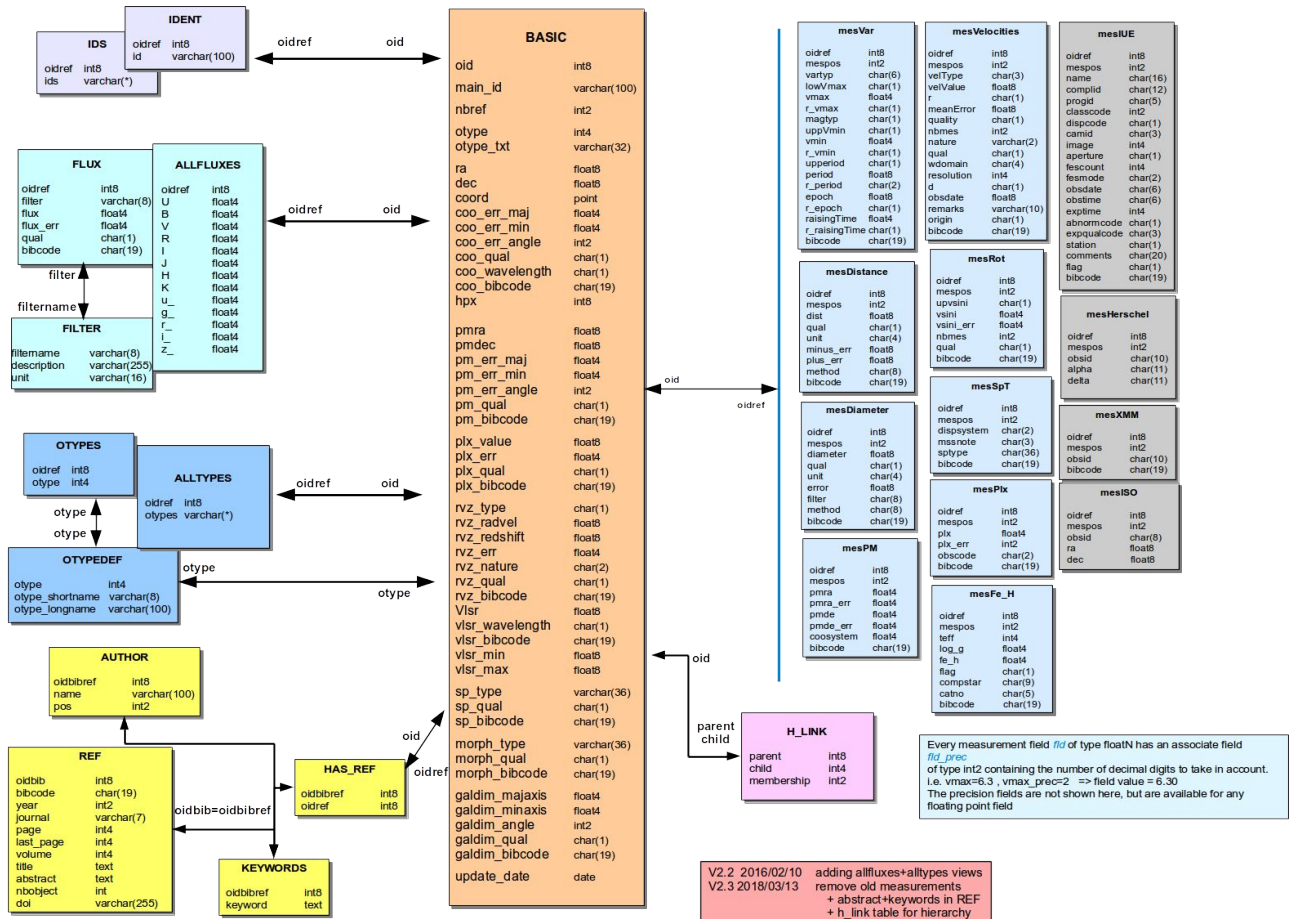 IDENT
oidref int8
id varchar(100)
IDS
oidref int8
ids varchar(*)
oidref oid
FLUX
oidref int8
filter varchar(8)
flux float4
flux_err float4
qual char(1)
bibcode char(19)
ALLFLUXES
oidref int8
U float4
B float4
V float4
R float4
I float4
J float4
H float4
K float4
u_ float4
g_ float4
r_ float4
i_ float4
z_ float4
oidref oid
filter
filtername
FILTER
filtername varchar(8)
description varchar(255)
unit varchar(16)
OTYPES
oidref int8
otype int4
ALLTYPES
oidref int8
otypes varchar(*)
oidref oid
otype
otype
OTYPEDEF
otype int4
otype_shortname varchar(8)
otype_longname varchar(100)
otype
otype
AUTHOR
oidbibref int8
name varchar(100)
pos int2
REF
oidbib int8
bibcode char(19)
year int2
journal varchar(7)
page int4
last_page int4
volume int4
title text
abstract text
nbobject int
doi varchar(255)
oidbib=oidbibref
HAS_REF
oidbibref int8
oidref int8
oid
oidref
KEYWORDS
oidbibref int8
keyword text
BASIC
oid int8
main_id varchar(100)
nbref int2
otype int4
otype_txt varchar(32)
ra float8
dec float8
coord point
coo_err_maj float4
coo_err_min float4
coo_err_angle int2
coo_qual char(1)
coo_wavelength char(1)
coo_bibcode char(19)
hpx int8
pmra float8
pmdec float8
pm_err_maj float4
pm_err_min float4
pm_err_angle int2
pm_qual char(1)
pm_bibcode char(19)
plx_value float8
plx_err float4
plx_qual char(1)
plx_bibcode char(19)
rvz_type char(1)
rvz_radvel float8
rvz_redshift float8
rvz_err float4
rvz_nature char(2)
rvz_qual char(1)
rvz_bibcode char(19)
Vlsr float8
vlsr_wavelength char(1)
vlsr_bibcode char(19)
vlsr_min float8
vlsr_max float8
sp_type varchar(36)
sp_qual char(1)
sp_bibcode char(19)
morph_type varchar(36)
morph_qual char(1)
morph_bibcode char(19)
galdim_majaxis float4
galdim_minaxis float4
galdim_angle int2
galdim_qual char(1)
galdim_bibcode char(19)
update_date date
oid
oidref
mesVar
oidref int8
mespos int2
vartyp char(6)
lowVmax char(1)
vmax float4
r_vmax char(1)
magtyp char(1)
uppVmin char(1)
vmin float4
r_vmin char(1)
upperiod char(1)
period float8
r_period char(2)
epoch float8
r_epoch char(1)
raisingTime float4
r_raisingTime char(1)
bibcode char(19)
mesVelocities
oidref int8
mespos int2
velType char(3)
velValue float8
r char(1)
meanError float8
quality char(1)
nbmes int2
nature varchar(2)
qual char(1)
wdomain char(4)
resolution int4
d char(1)
obsdate float8
remarks varchar(10)
origin char(1)
bibcode char(19)
mesIUE
oidref int8
mespos int2
name char(16)
complid char(12)
progid char(5)
classcode int2
dispcode char(1)
camid char(3)
image int4
aperture char(1)
fescount int4
fesmode char(2)
obsdate char(6)
obstime char(6)
exptime int4
abnormcode char(1)
expqualcode char(3)
station char(1)
comments char(20)
flag char(1)
bibcode char(19)
mesDistance
oidref int8
mespos int2
dist float8
qual char(1)
unit char(4)
minus_err float8
plus_err float8
method char(8)
bibcode char(19)
mesRot
oidref int8
mespos int2
upvsini char(1)
vsini float4
vsini_err float4
nbmes int2
qual char(1)
bibcode char(19)
mesHerschel
oidref int8
mespos int2
obsid char(10)
alpha char(11)
delta char(11)
mesDiameter
oidref int8
mespos int2
diameter float8
qual char(1)
unit char(4)
error float8
filter char(8)
method char(8)
bibcode char(19)
mesSpT
oidref int8
mespos int2
dispsystem char(2)
mssnote char(3)
sptype char(36)
bibcode char(19)
mesXMM
oidref int8
mespos int2
obsid char(10)
bibcode char(19)
mesPlx
oidref int8
mespos int2
plx float4
plx_err int2
obscode char(2)
bibcode char(19)
mesISO
oidref int8
mespos int2
obsid char(8)
ra float8
dec float8
mesPM
oidref int8
mespos int2
pmra float4
pmra_err float4
pmde float4
pmde_err float4
coosystem float4
bibcode char(19)
mesFe_H
oidref int8
mespos int2
teff int4
log_g float4
fe_h float4
flag char(1)
compstar char(9)
catno char(5)
bibcode char(19)
oid
parent
child
H_LINK
parent int8
child int4
membership int2
Every measurement field fld of type floatN has an associate field
fld_prec
of type int2 containing the number of decimal digits to take in account.
i.e. vmax=6.3 , vmax_prec=2 => field value = 6.30
The precision fields are not shown here, but are available for any
floating point field
V2.2 2016/02/10 adding allfluxes+alltypes views
V2.3 2018/03/13 remove old measurements
+ abstract+keywords in REF
+ h_link table for hierarchy